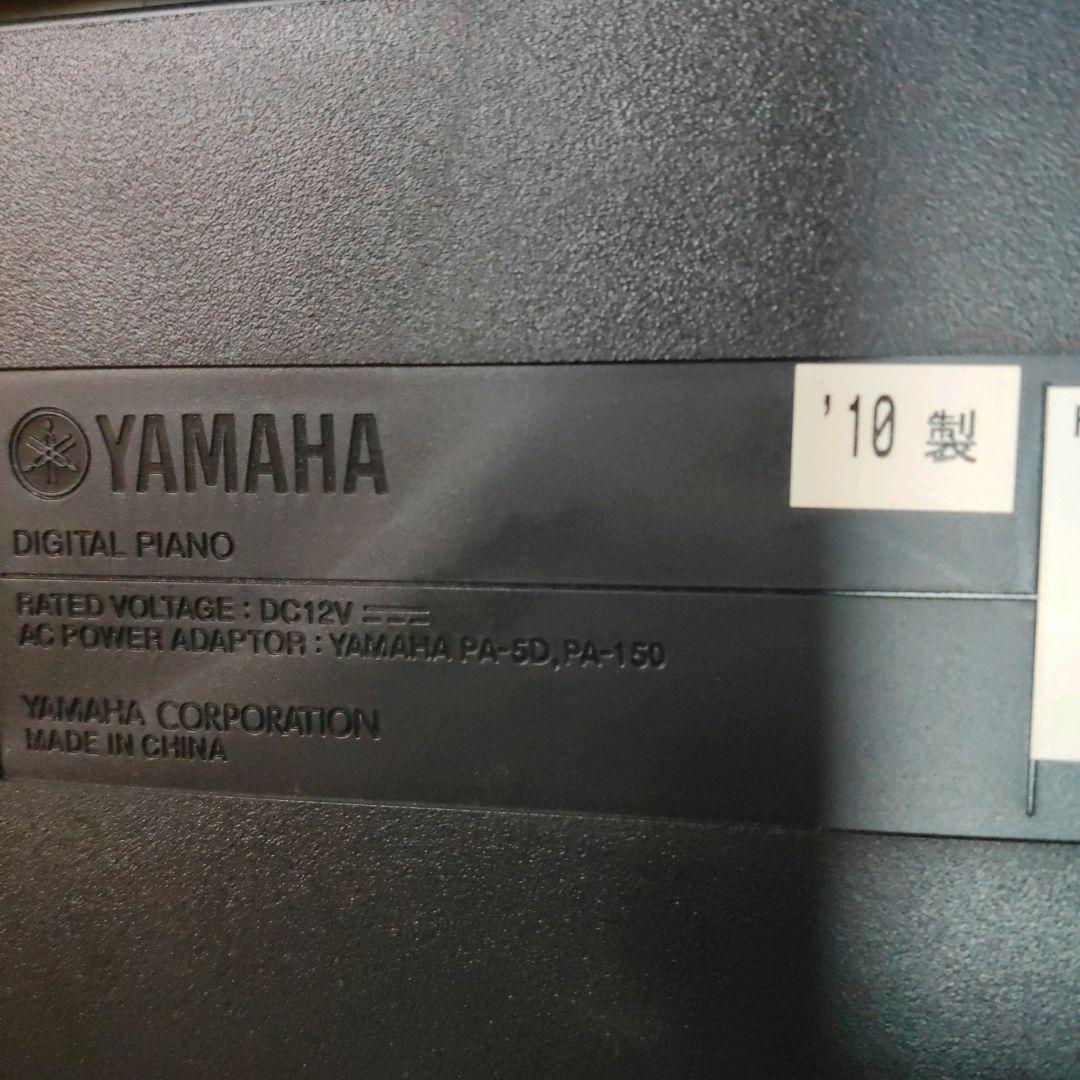 YAMAHA
'10 製
DIGITAL PIANO
RATED VOLTAGE : DC12V
AC POWER ADAPTOR : YAMAHA PA-5D, PA-150
YAMAHA CORPORATION
MADE IN CHINA